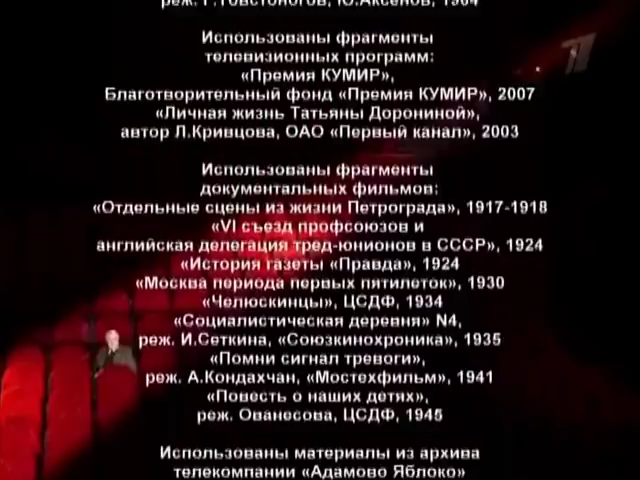 реж. Г.Товстоногов, Ю.Аксенов, 1964
Использованы фрагменты
телевизионных программ:
«Премия КУМИР»,
Благотворительный фонд «Премия КУМИР», 2007
«Личная жизнь Татьяны Дорониной»,
автор Л.Кривцова, ОАО «Первый канал», 2003
Использованы фрагменты
документальных фильмов:
«Отдельные сцены из жизни Петрограда», 1917-1918
«VI съезд профсоюзов и
английская делегация тред-юнионов в СССР», 1924
«История газеты «Правда», 1924
«Москва периода первых пятилеток», 1930
«Челюскинцы», ЦСДФ, 1934
«Социалистическая деревня» N4,
реж. И.Сеткина, «Союзкинохроника», 1935
«Помни сигнал тревоги»,
реж. А.Кондахчан, «Мостехфильм», 1941
«Повесть о наших детях»,
реж. Ованесова, ЦСДФ, 1945
Использованы материалы из архива
телекомпании «Адамово Яблоко»